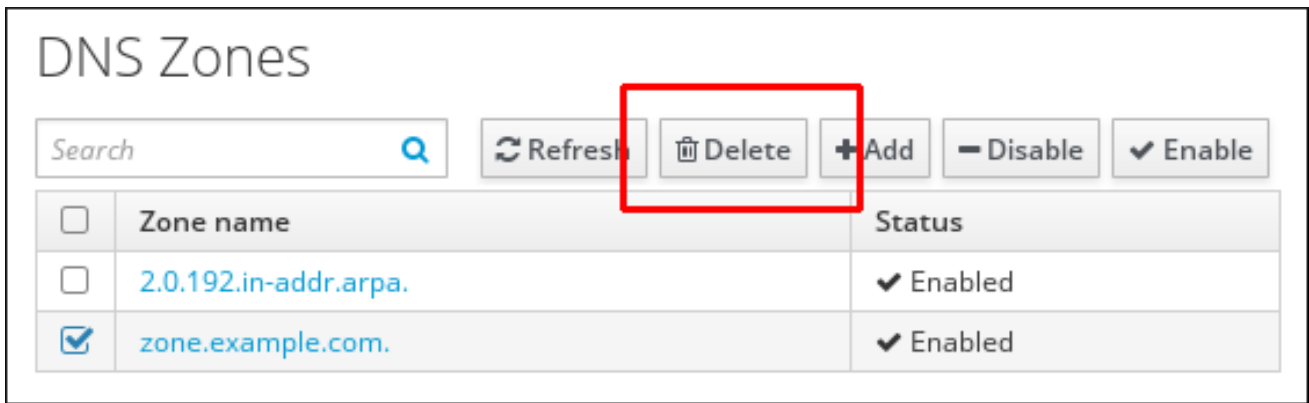 DNS Zones
Search Refresh Delete Add Disable Enable
Zone name Status
2.0.192.in-addr.arpa. Enabled
zone.example.com. Enabled